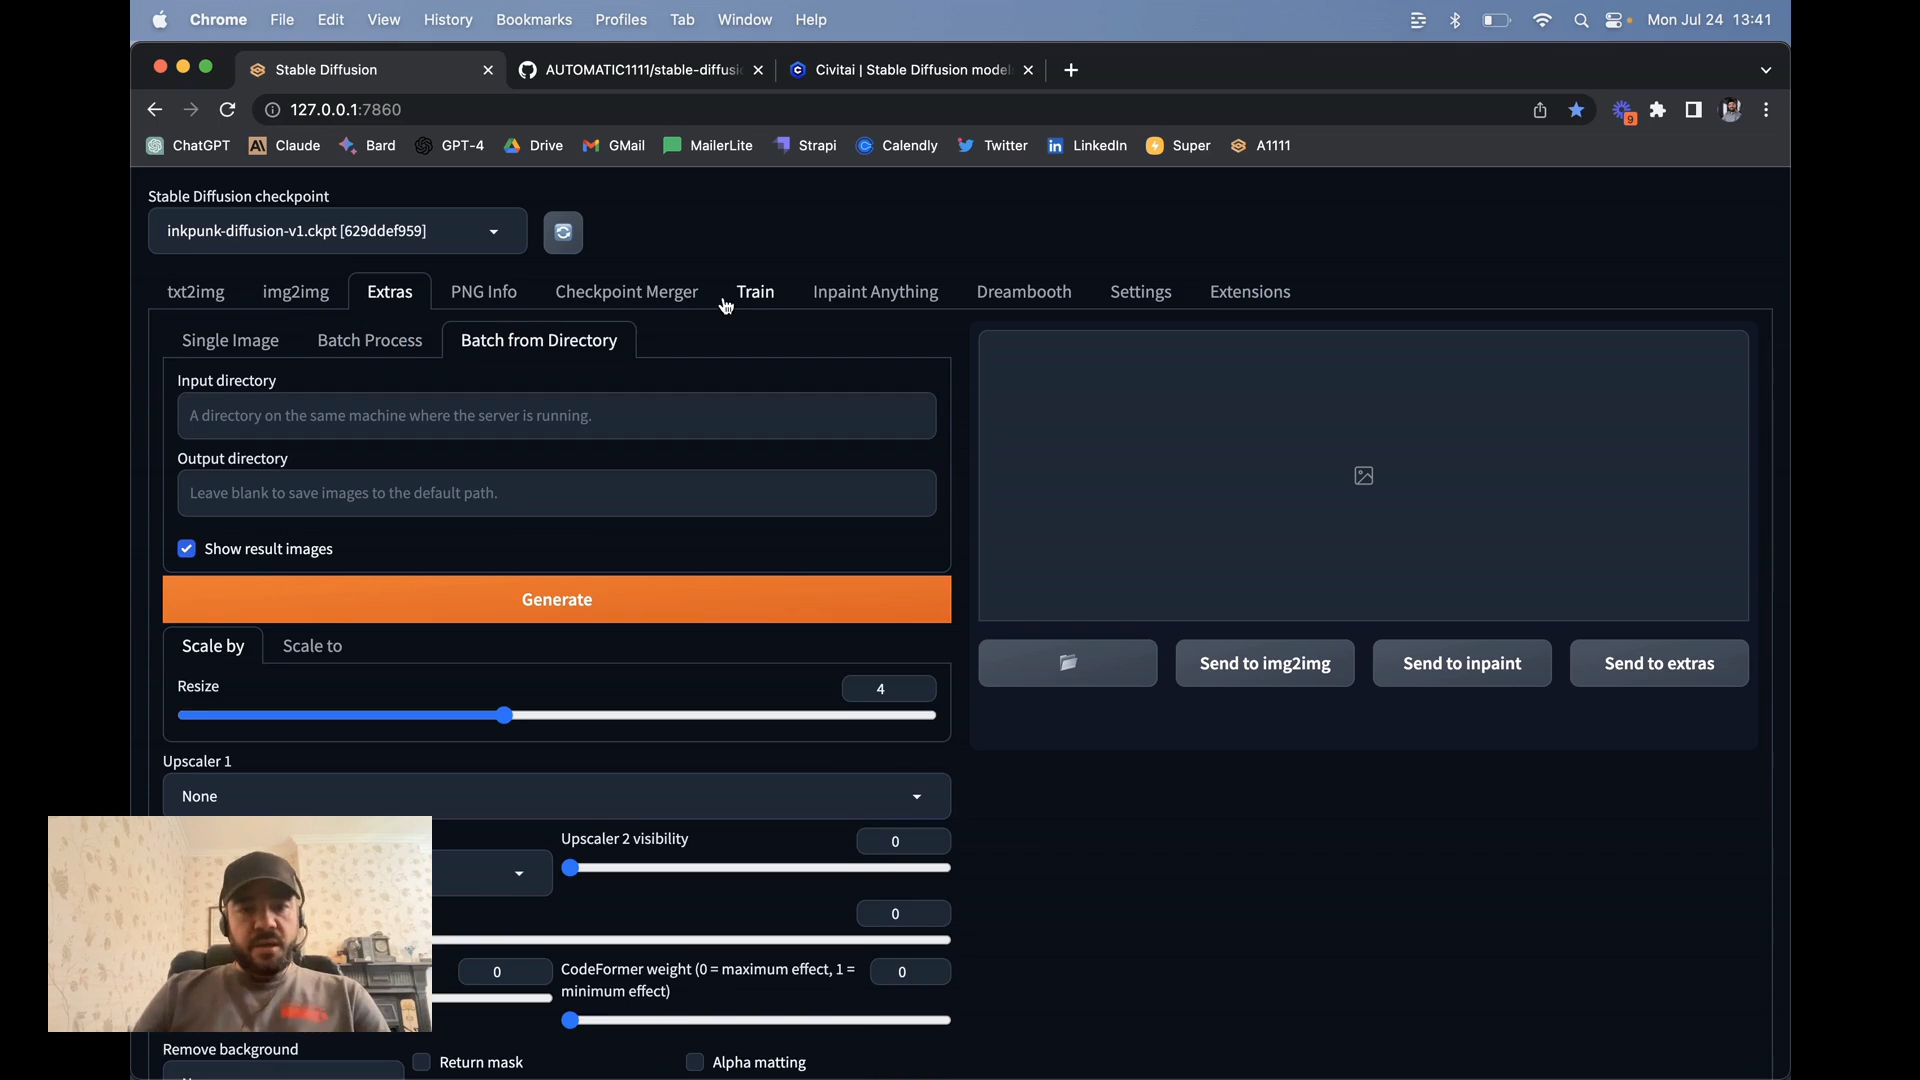 Chrome File Edit View History Bookmarks Profiles Tab Window Help Mon Jul 24 13:41
Stable Diffusion AUTOMATIC1111/stable-diffusi Civitai | Stable Diffusion model
127.0.0.1:7860 9
ChatGPT Claude Bard GPT-4 Drive GMail MailerLite Strapi Calendly Twitter LinkedIn Super A1111
Stable Diffusion checkpoint
inkpunk-diffusion-v1.ckpt [629ddef959]
txt2img img2img Extras PNG Info Checkpoint Merger Train Inpaint Anything Dreambooth Settings Extensions
Single Image Batch Process Batch from Directory
Input directory
A directory on the same machine where the server is running.
Output directory
Leave blank to save images to the default path.
Show result images
Generate
Scale by Scale to
Send to img2img Send to inpaint Send to extras
Resize 4
Upscaler 1
None
Upscaler 2 visibility 0
0
0 CodeFormer weight (0 = maximum effect, 1 = 0
minimum effect)
Remove background
Return mask Alpha matting